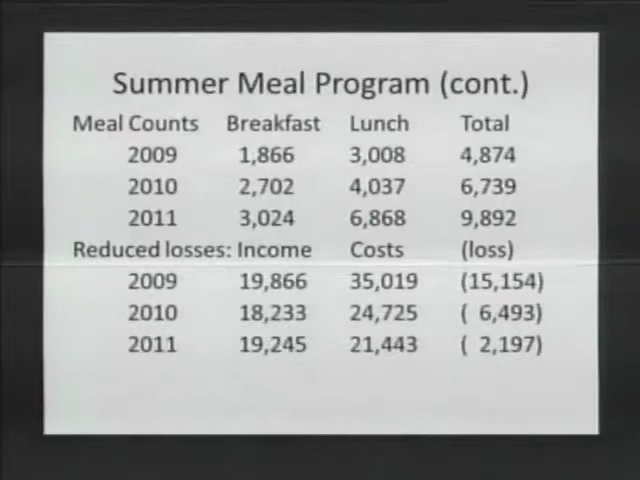 Summer Meal Program (cont.)
Meal Counts Breakfast Lunch Total
2009 1,866 3,008 4,874
2010 2,702 4,037 6,739
2011 3,024 6,868 9,892
Reduced losses: Income Costs (loss)
2009 19,866 35,019 (15,154)
2010 18,233 24,725 ( 6,493)
2011 19,245 21,443 ( 2,197)